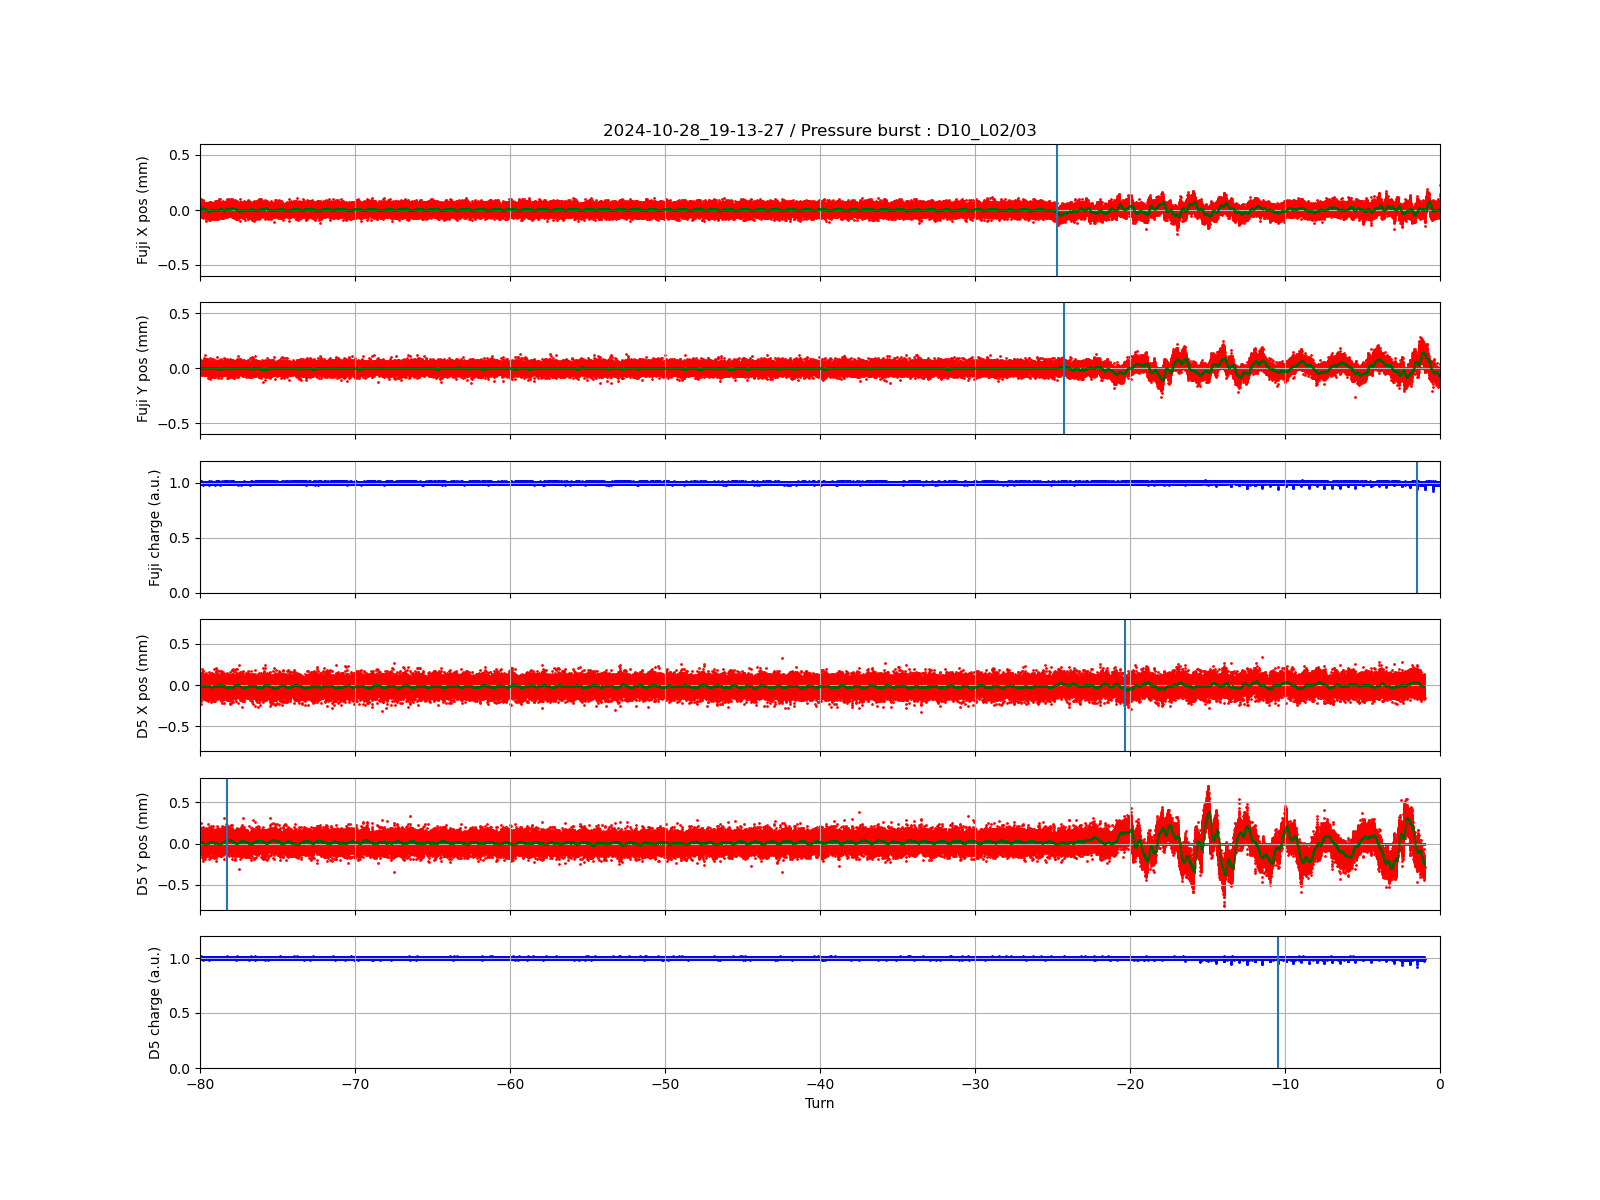 2024-10-28_19-13-27 / Pressure burst : D10_L02/03
Fuji X pos (mm)
0.5
0.0
−0.5
Fuji Y pos (mm)
0.5
0.0
−0.5
Fuji charge (a.u.)
1.0
0.5
0.0
D5 X pos (mm)
0.5
0.0
−0.5
D5 Y pos (mm)
0.5
0.0
−0.5
D5 charge (a.u.)
1.0
0.5
0.0
−80 −70 −60 −50 −40 −30 −20 −10 0
Turn